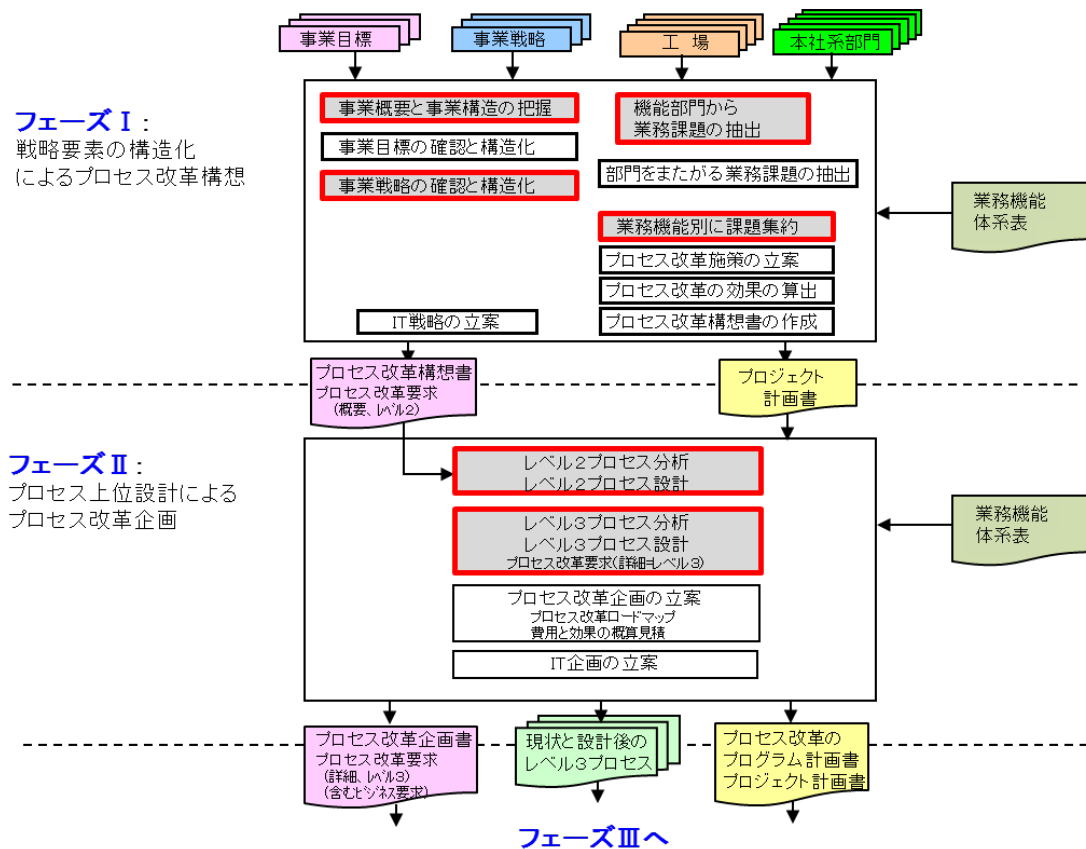 事業目標
事業戦略
工 場
本社系部門
フェーズⅠ：
戦略要素の構造化
によるプロセス改革構想
事業概要と事業構造の把握
事業目標の確認と構造化
事業戦略の確認と構造化
機能部門から
業務課題の抽出
部門をまたがる業務課題の抽出
業務機能別に課題集約
プロセス改革施策の立案
プロセス改革の効果の算出
プロセス改革構想書の作成
IT戦略の立案
業務機能
体系表
プロセス改革構想書
プロセス改革要求
(概要、レベル2)
プロジェクト
計画書
フェーズⅡ：
プロセス上位設計による
プロセス改革企画
レベル2プロセス分析
レベル2プロセス設計
レベル3プロセス分析
レベル3プロセス設計
プロセス改革要求(詳細=レベル3)
プロセス改革企画の立案
プロセス改革ロードマップ
費用と効果の概算見積
IT企画の立案
業務機能
体系表
プロセス改革企画書
プロセス改革要求
(詳細、レベル3)
(含むビジネス要求)
現状と設計後の
レベル3プロセス
プロセス改革の
プログラム計画書
プロジェクト計画書
フェーズⅢへ